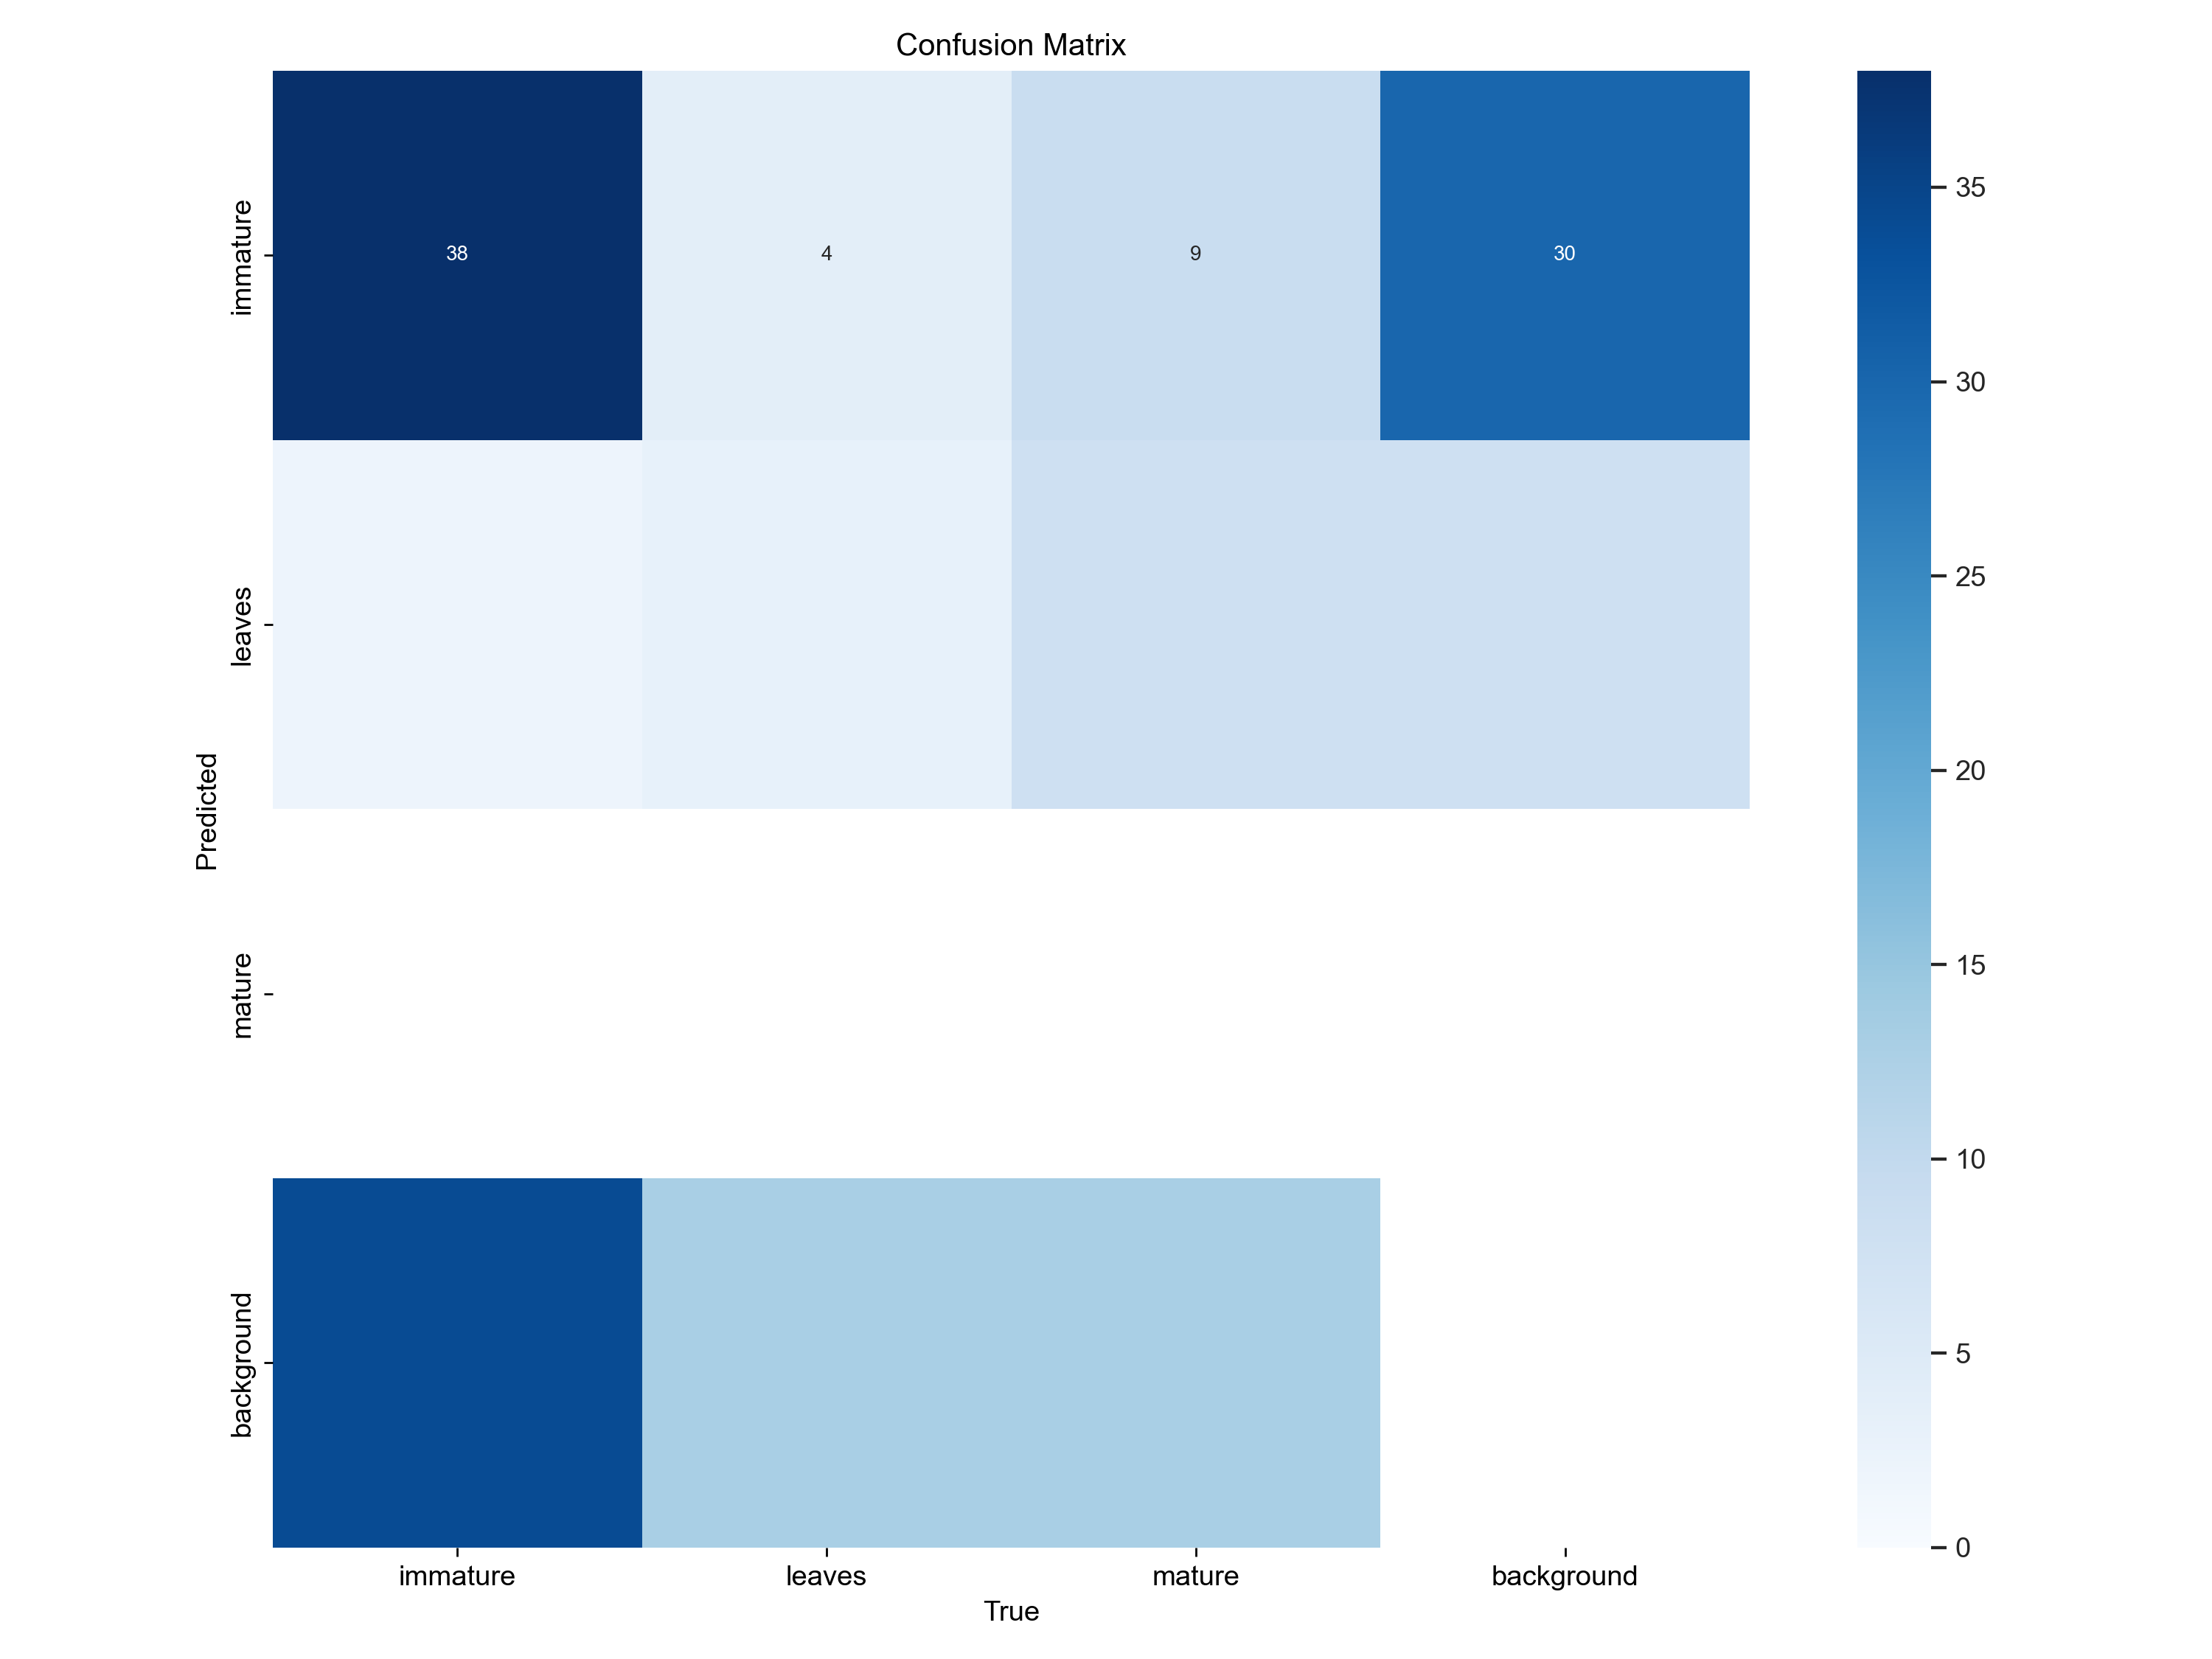 Confusion Matrix
immature
38
4
9
30
leaves
mature
background
Predicted
immature
leaves
mature
background
True
35
30
25
20
15
10
5
0